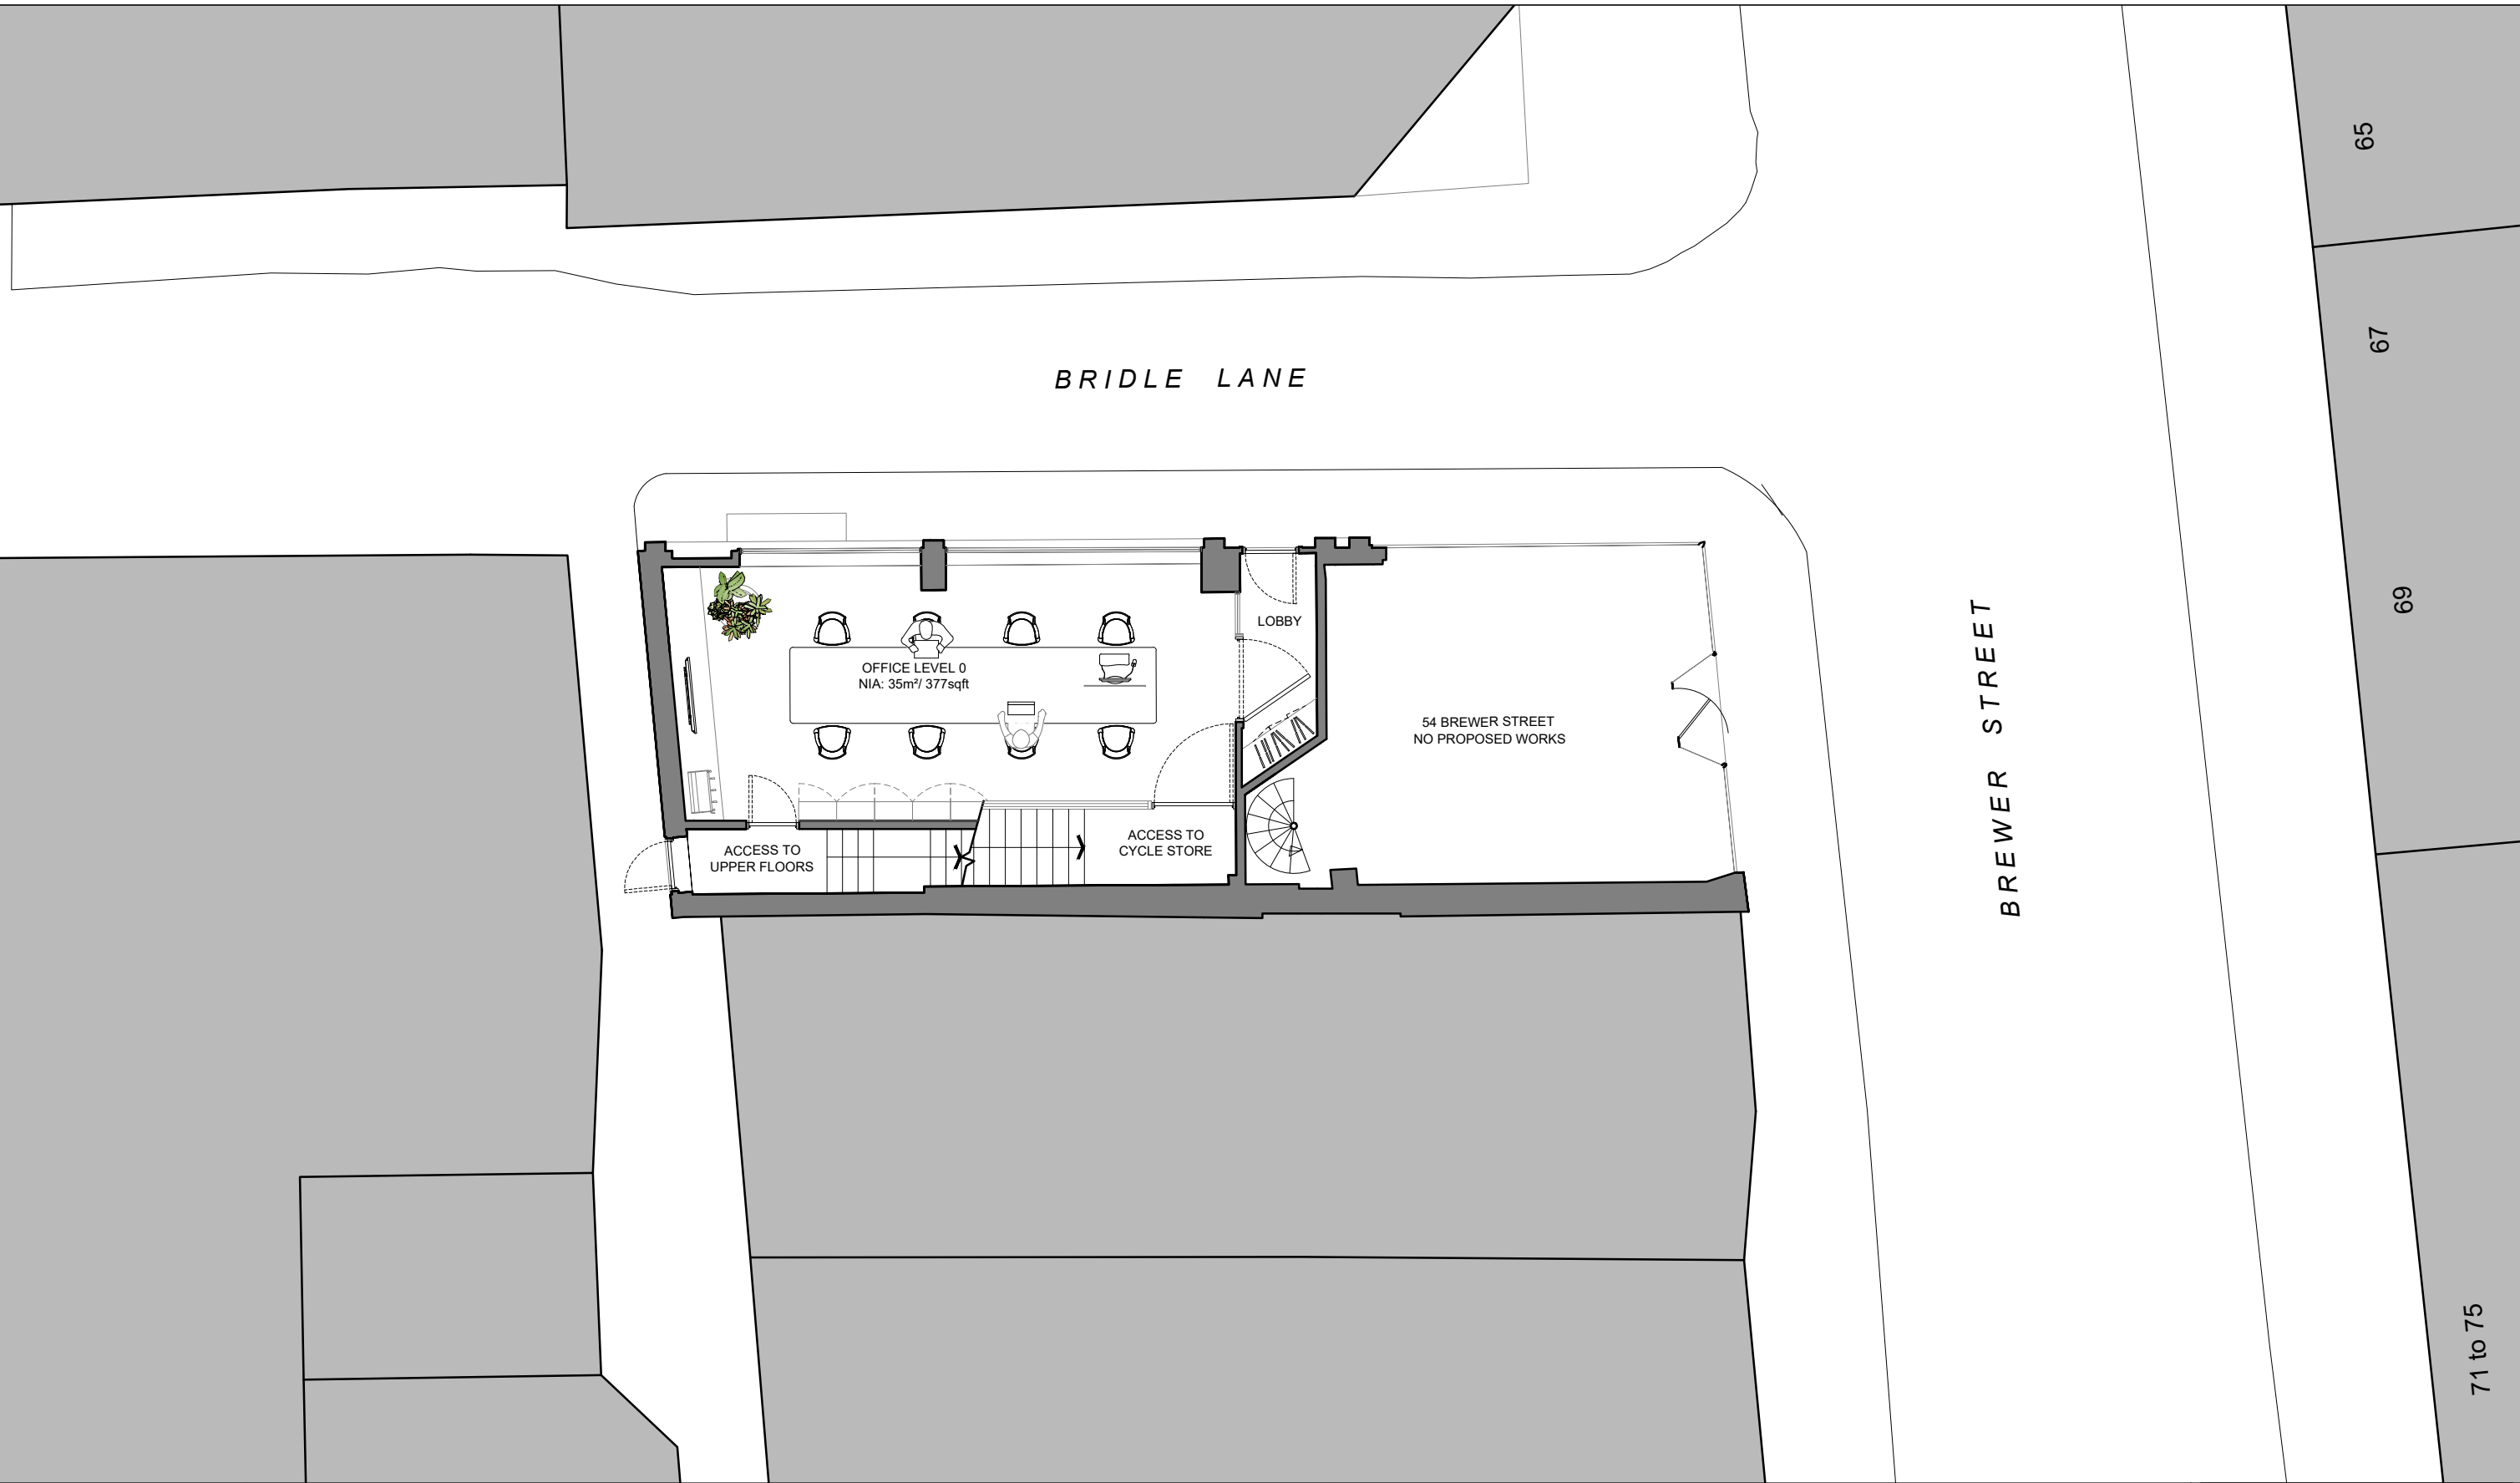 65
67
BRIDLE LANE
69
LOBBY
OFFICE LEVEL 0
NIA: 35m²/ 377sqft
BREWER STREET
54 BREWER STREET
NO PROPOSED WORKS
ACCESS TO
UPPER FLOORS
ACCESS TO
CYCLE STORE
71 to 75